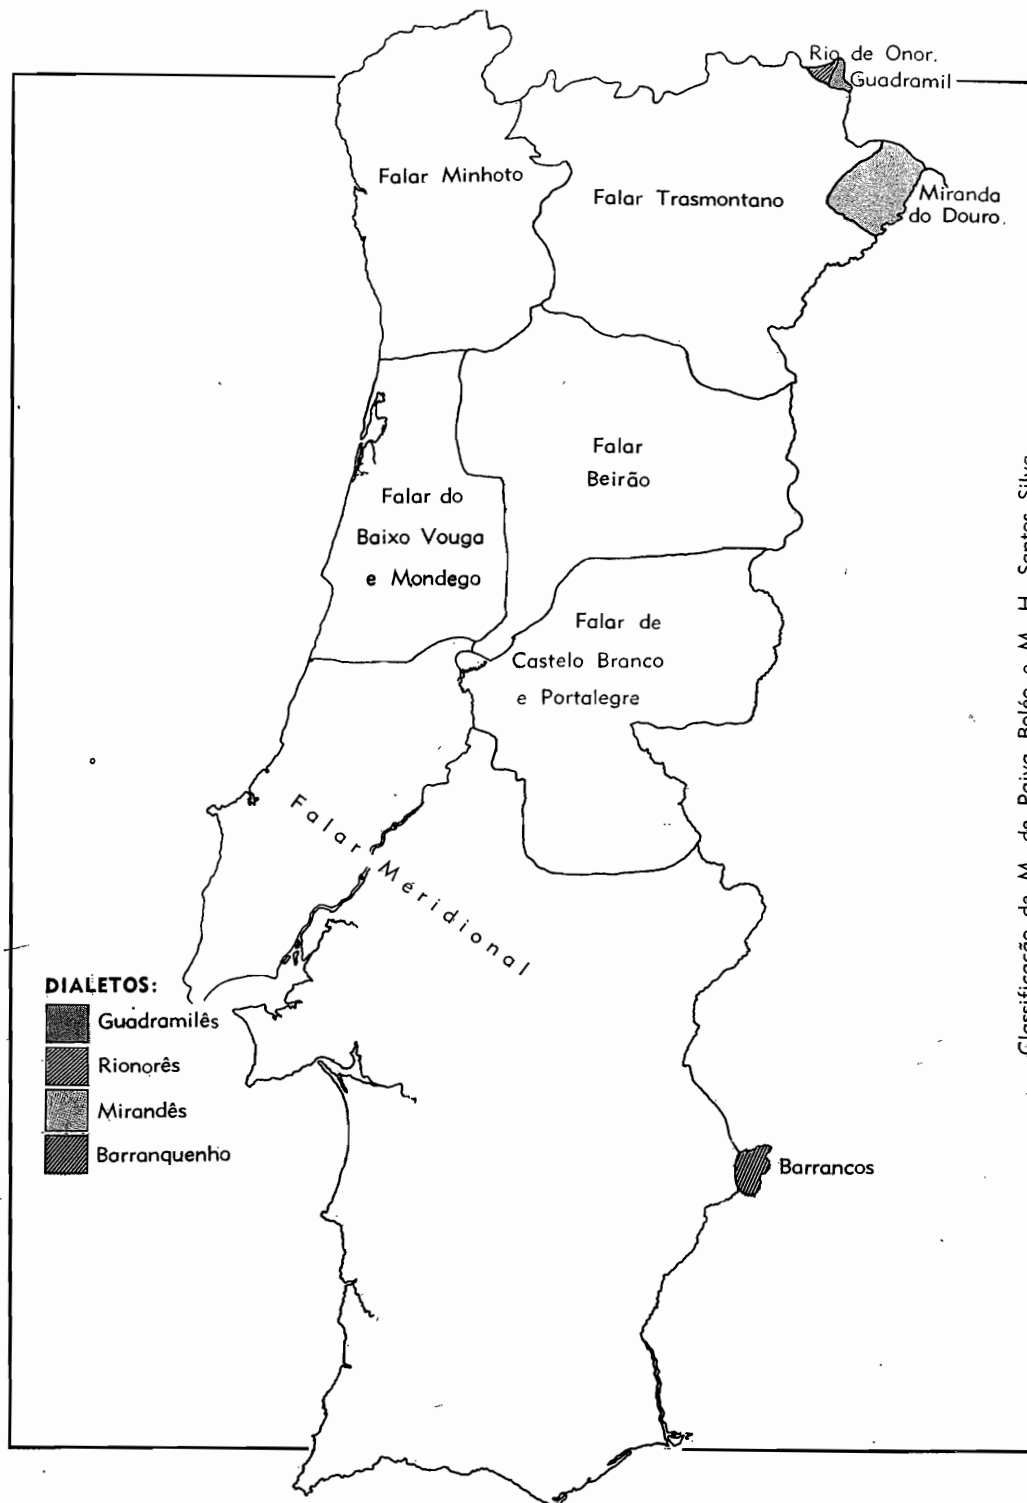 Rio de Onor.
Guadramil
Falar Minhoto
Falar Trasmontano
Miranda
do Douro.
Falar
Beirão
Falar do
Baixo Vouga
e Mondego
Falar de
Castelo Branco
e Portalegre
Falar Méridional
DIALETOS:
Guadramilês
Rionorês
Mirandês
Barranquenho
Barrancos
Classificação de M. de Paiva Boléo e M. H. Santos Silva